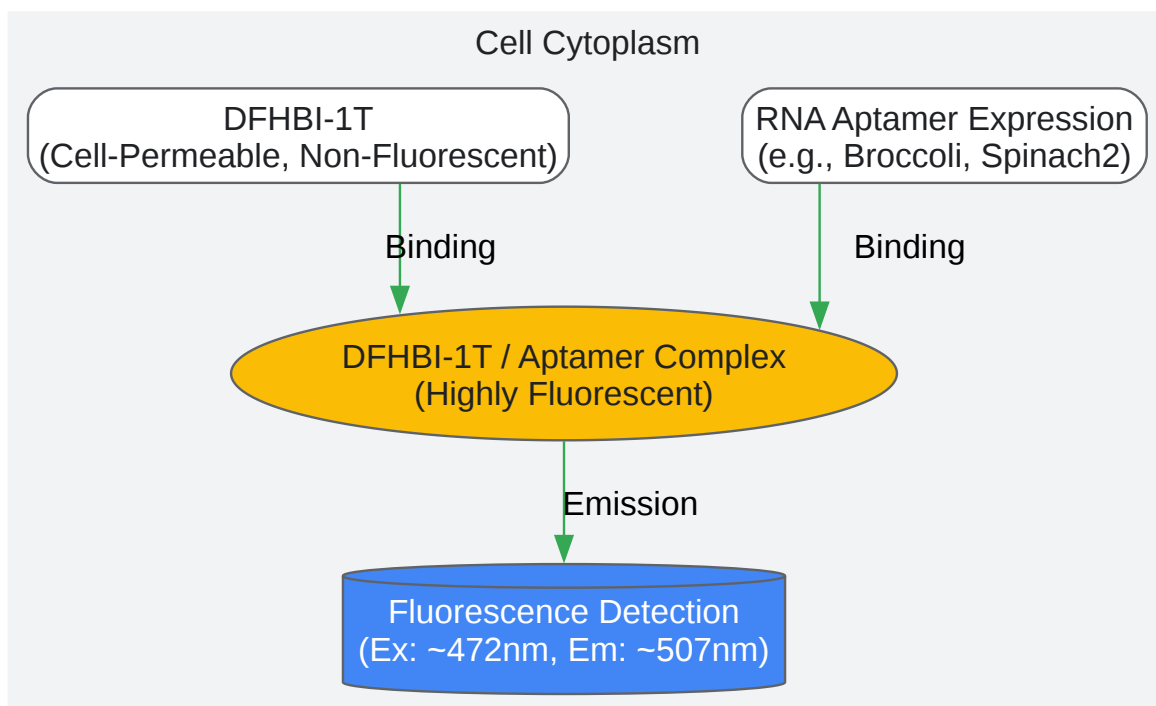 Cell Cytoplasm
DFHBI-1T
(Cell-Permeable, Non-Fluorescent)
RNA Aptamer Expression
(e.g., Broccoli, Spinach2)
Binding
Binding
DFHBI-1T / Aptamer Complex
(Highly Fluorescent)
Emission
Fluorescence Detection
(Ex: ~472nm, Em: ~507nm)